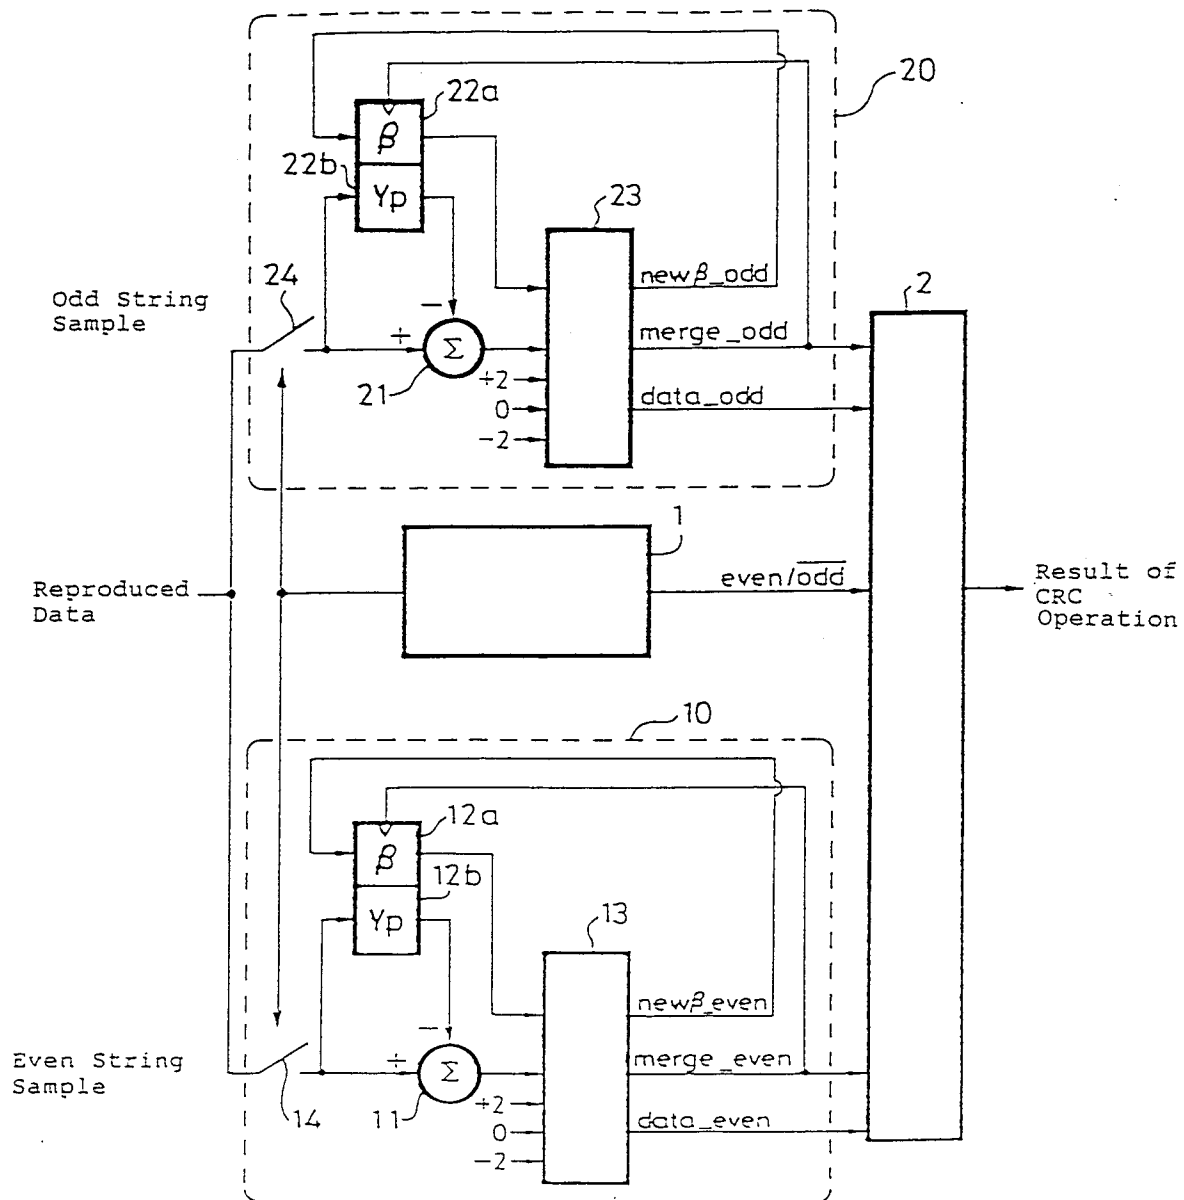 20
22a
β
22b
Yp
23
24
newβ_odd
2
Odd String
Sample
−
+
merge_odd
Σ
21
+2
data_odd
0
−2
1
even/odd
Reproduced
Data
Result of
CRC
Operation
10
12a
β
12b
Yp
13
newβ_even
−
Even String
Sample
+
merge_even
Σ
14
11
+2
data_even
0
−2